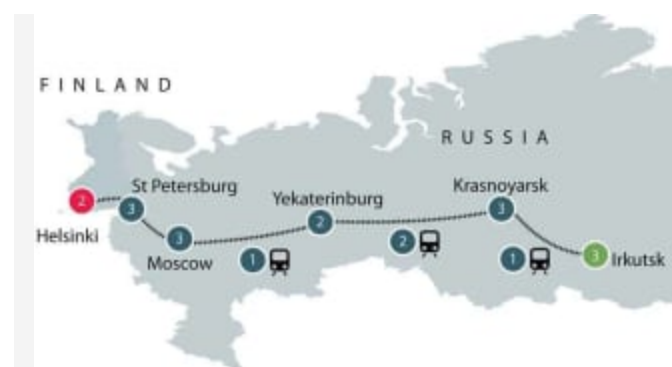 FINLAND
RUSSIA
St Petersburg
Krasnoyarsk
Yekaterinburg
2
3
3
2
3
Helsinki
3
Moscow
1
2
1
Irkutsk